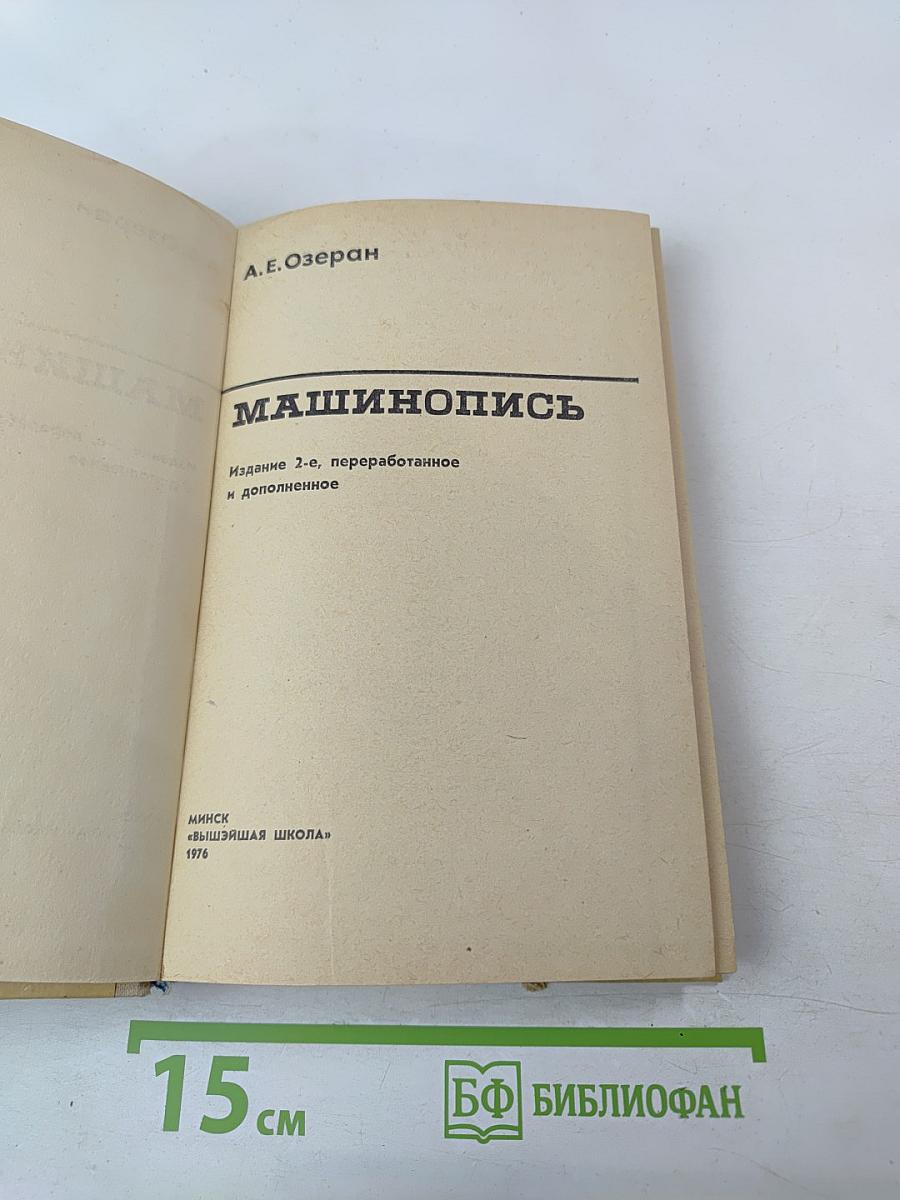 А. Е. Озеран
МАШИНОПИСЬ
Издание 2-е, переработанное
и дополненное
МИНСК
«ВЫШЭЙШАЯ ШКОЛА»
1976
15 см
БФ БИБЛИОФАН